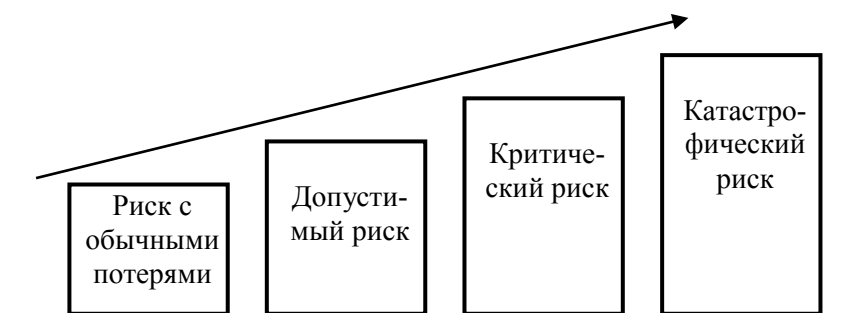 Риск с
обычными
потерями
Допусти-
мый риск
Критиче-
ский риск
Катастро-
фический
риск